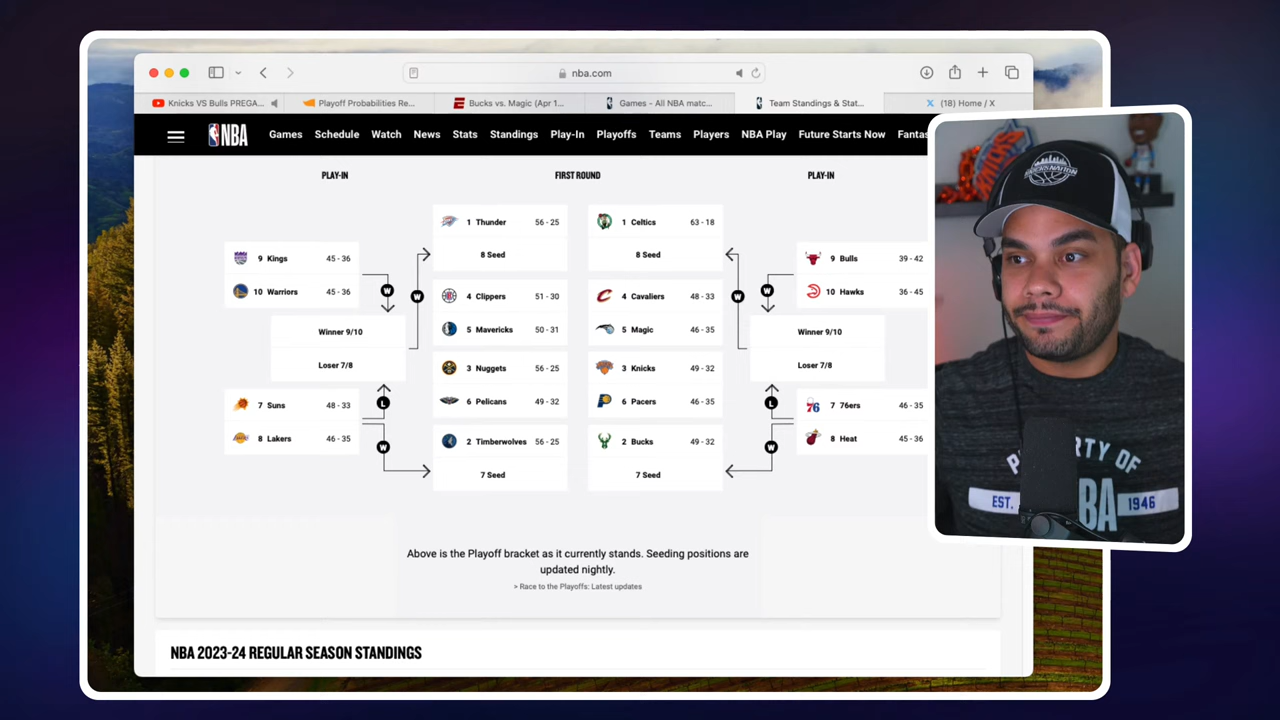 nba.com
Knicks VS Bulls PREGA...
Playoff Probabilities Re...
Bucks vs. Magic (Apr 1...
Games - All NBA matc...
Team Standings & Stat...
(18) Home / X
NBA
Games
Schedule
Watch
News
Stats
Standings
Play-In
Playoffs
Teams
Players
NBA Play
Future Starts Now
Fantas
PLAY-IN
FIRST ROUND
PLAY-IN
9 Kings 45 - 36
10 Warriors 45 - 36
W
Winner 9/10
Loser 7/8
W
L
7 Suns 48 - 33
8 Lakers 46 - 35
W
1 Thunder 56 - 25
8 Seed
4 Clippers 51 - 30
5 Mavericks 50 - 31
3 Nuggets 56 - 25
6 Pelicans 49 - 32
2 Timberwolves 56 - 25
7 Seed
1 Celtics 63 - 18
8 Seed
4 Cavaliers 48 - 33
5 Magic 46 - 35
3 Knicks 49 - 32
6 Pacers 46 - 35
2 Bucks 49 - 32
7 Seed
9 Bulls 39 - 42
10 Hawks 36 - 45
W
W
Winner 9/10
Loser 7/8
L
76
7 76ers 46 - 35
8 Heat 45 - 36
W
Above is the Playoff bracket as it currently stands. Seeding positions are
updated nightly.
> Race to the Playoffs: Latest updates
NBA 2023-24 REGULAR SEASON STANDINGS
KNICKS
P RTY OF
EST. BA 1946